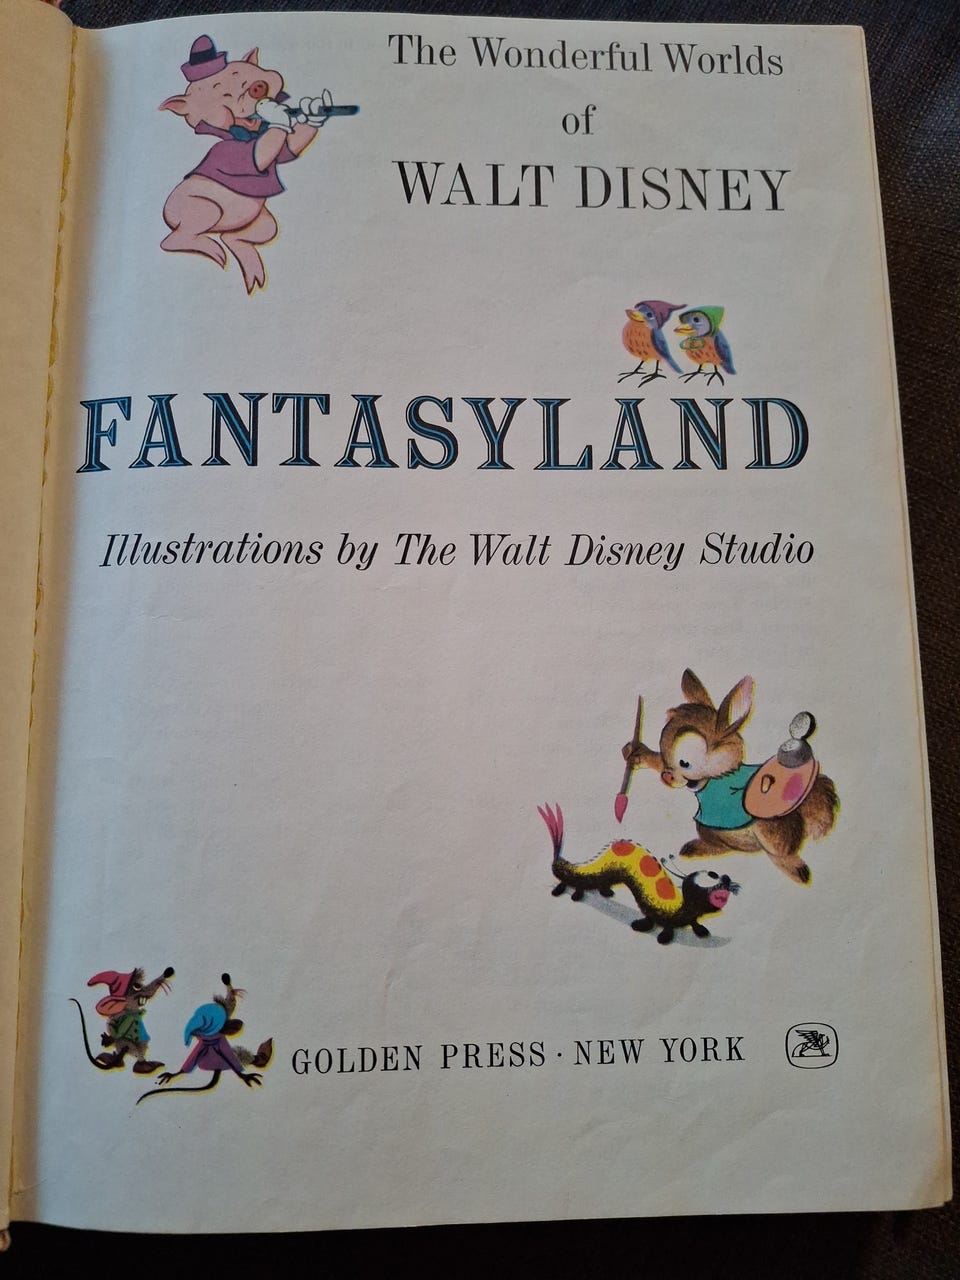 The Wonderful Worlds
of
WALT DISNEY
FANTASYLAND
Illustrations by The Walt Disney Studio
GOLDEN PRESS · NEW YORK